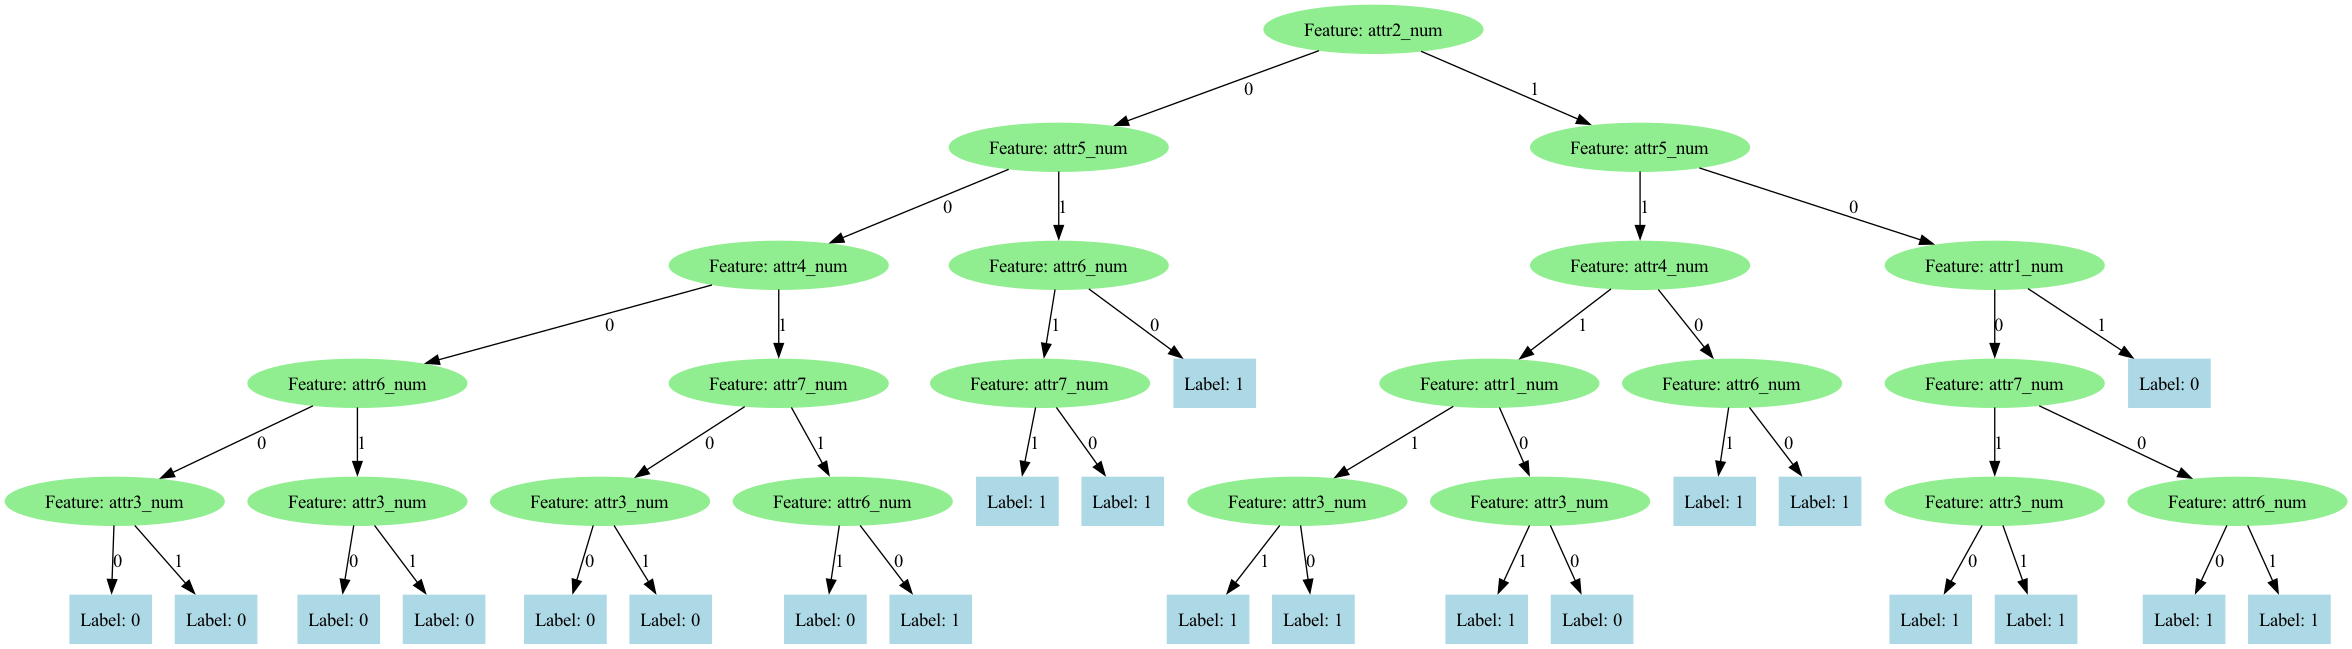 Feature: attr2_num
0
1
Feature: attr5_num
Feature: attr5_num
0
1
1
0
Feature: attr4_num
Feature: attr6_num
Feature: attr4_num
Feature: attr1_num
0
1
1
0
1
0
0
1
Feature: attr6_num
Feature: attr7_num
Feature: attr7_num
Label: 1
Feature: attr1_num
Feature: attr6_num
Feature: attr7_num
Label: 0
0
1
0
1
1
0
1
0
1
0
1
0
Feature: attr3_num
Feature: attr3_num
Feature: attr3_num
Feature: attr6_num
Label: 1
Label: 1
Feature: attr3_num
Feature: attr3_num
Label: 1
Label: 1
Feature: attr3_num
Feature: attr6_num
0
1
0
1
0
1
1
0
1
0
1
0
0
1
0
1
Label: 0
Label: 0
Label: 0
Label: 0
Label: 0
Label: 0
Label: 0
Label: 1
Label: 1
Label: 1
Label: 1
Label: 0
Label: 1
Label: 1
Label: 1
Label: 1